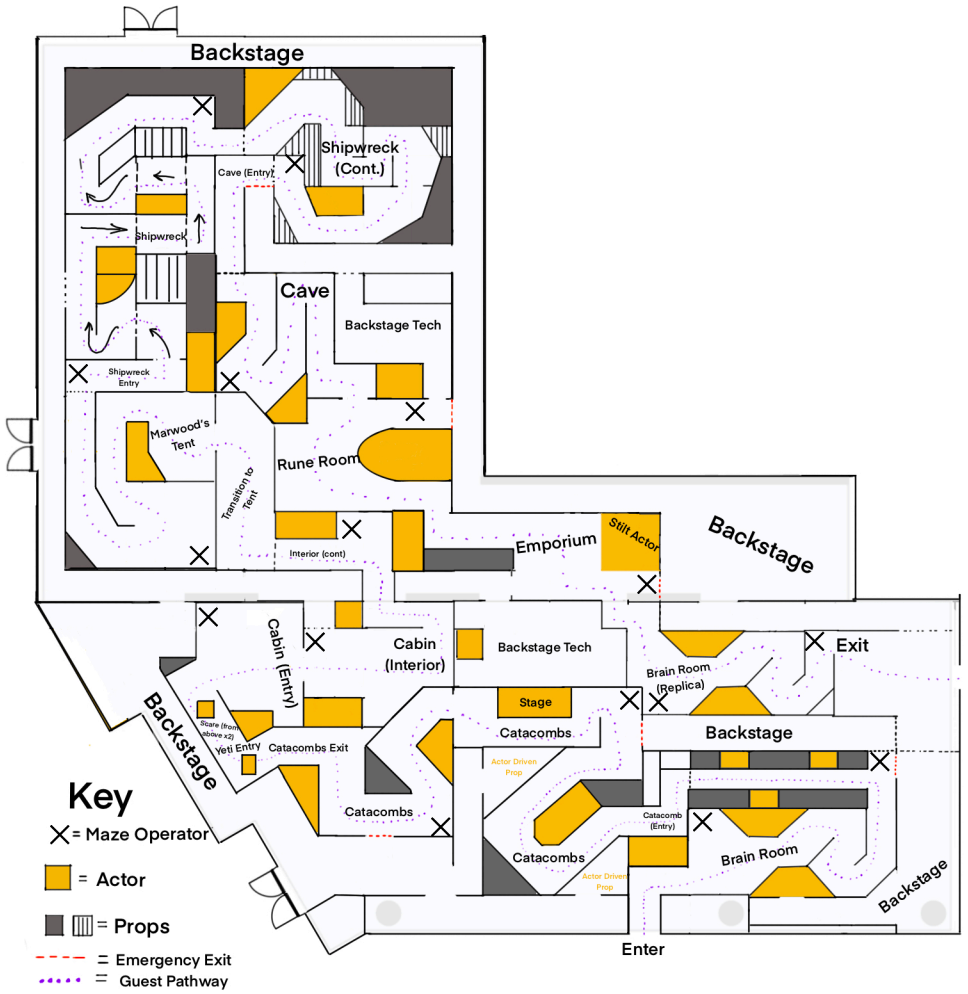 Backstage
Shipwreck
(Cont.)
Cave (Entry)
Shipwreck
Cave
Backstage Tech
Shipwreck
Entry
Marwood's
Tent
Transition to
Tent
Rune Room
Interior (cont)
Emporium
Stilt Actor
Backstage
Cabin (Entry)
Cabin
(Interior)
Backstage Tech
Brain Room
(Replica)
Exit
Backstage
Scare (from
above x2)
Yeti Entry
Catacombs Exit
Stage
Catacombs
Backstage
Actor Driven
Prop
Catacombs
Catacomb
(Entry)
Catacombs
Brain Room
Actor Driven
Prop
Backstage
Enter
Key
= Maze Operator
= Actor
= Props
= Emergency Exit
= Guest Pathway